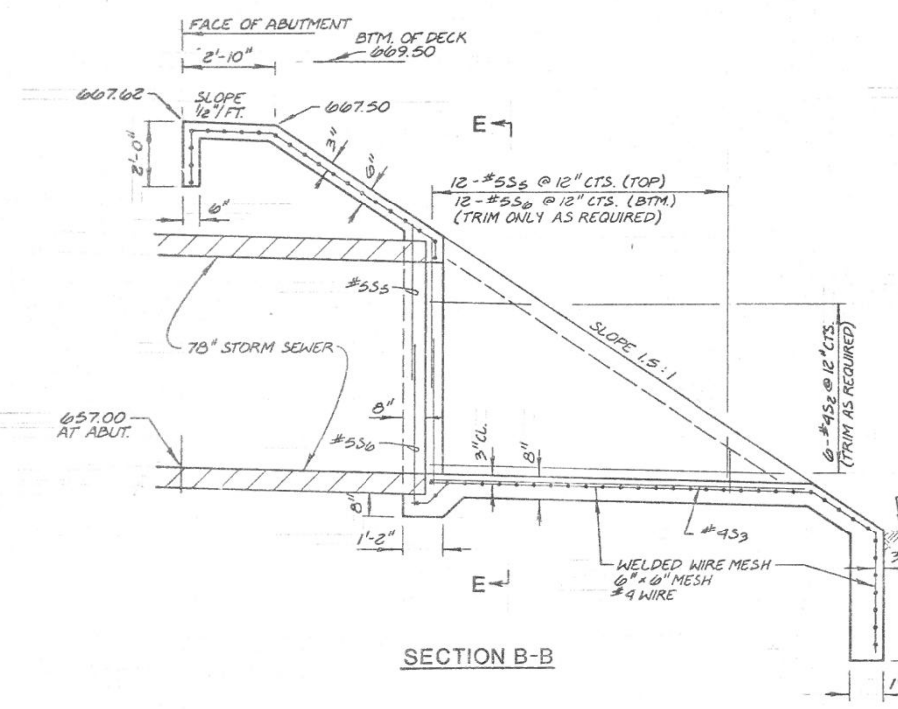 FACE OF ABUTMENT
2'-10"
BTM. OF DECK
669.50
667.62
SLOPE
1/2"/FT.
667.50
2'-0"
6"
3"
E
12-#5S5 @ 12" CTS. (TOP)
12-#5S6 @ 12" CTS. (BTM.)
(TRIM ONLY AS REQUIRED)
#5S5
78" STORM SEWER
SLOPE 1.5:1
6-#4S2 @ 12" CTS.
(TRIM AS REQUIRED)
657.00
AT ABUT.
8"
#5S6
3" CL.
8"
8"
1'-2"
#4S3
WELDED WIRE MESH
6" x 6" MESH
#4 WIRE
E
3
1
SECTION B-B